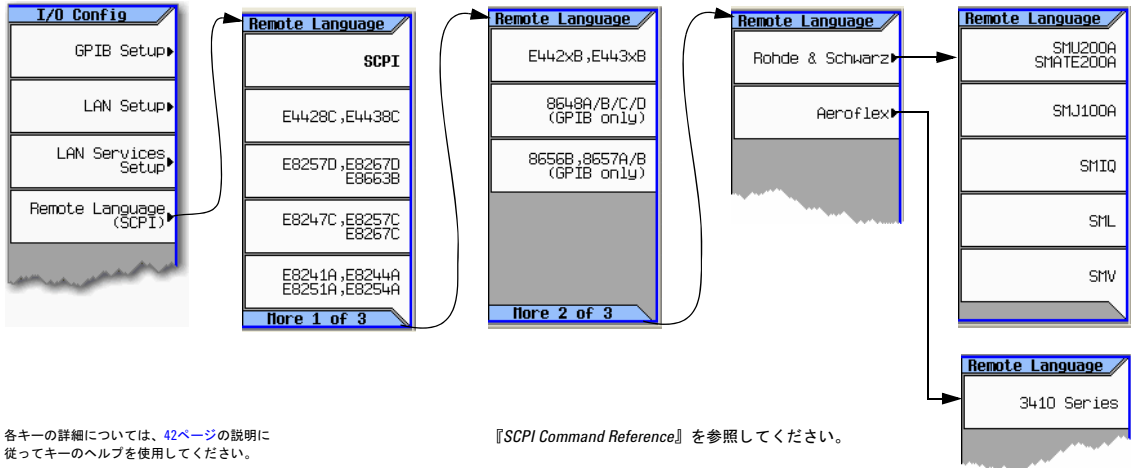 I/O Config
GPIB Setup
LAN Setup
LAN Services
Setup
Remote Language
(SCPI)
Remote Language
SCPI
E4428C,E4438C
E8257D,E8267D
E8663B
E8247C,E8257C
E8267C
E8241A,E8244A
E8251A,E8254A
More 1 of 3
Remote Language
E442xB,E443xB
8648A/B/C/D
(GPIB only)
8656B,8657A/B
(GPIB only)
More 2 of 3
Remote Language
Rohde & Schwarz
Aeroflex
Remote Language
SMU200A
SMATE200A
SMJ100A
SMIQ
SML
SMV
Remote Language
3410 Series
各キーの詳細については、42ページの説明に
従ってキーのヘルプを使用してください。
『SCPI Command Reference』を参照してください。